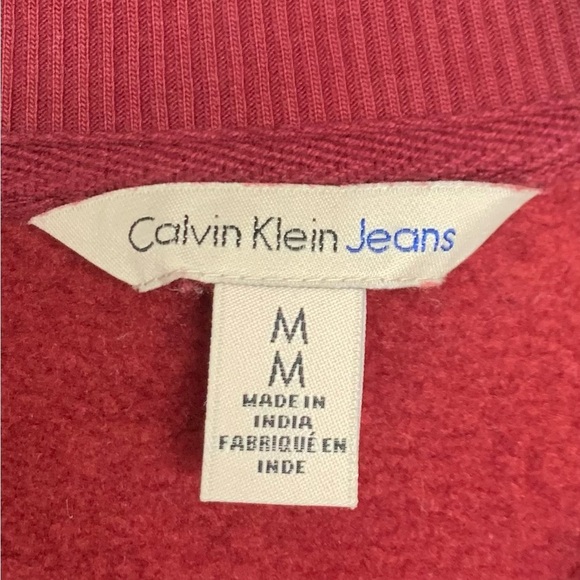 Calvin Klein Jeans
M
M
MADE IN
INDIA
FABRIQUÉ EN
INDE